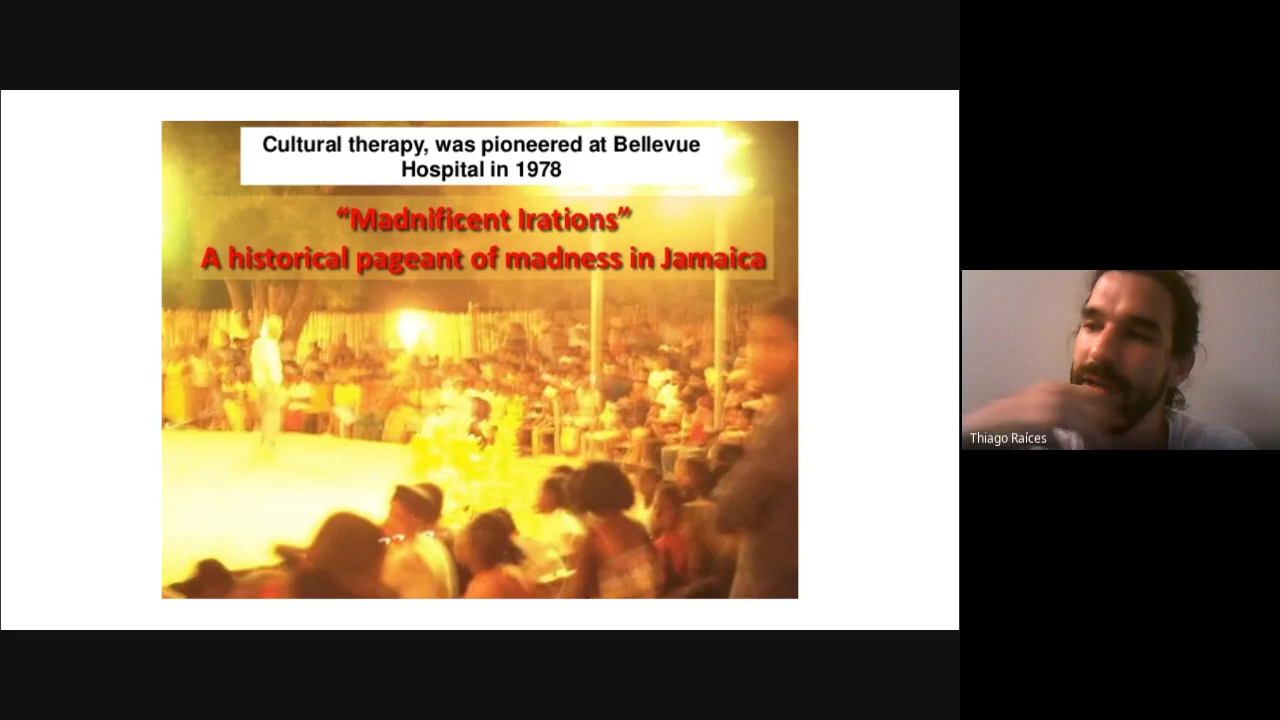 Cultural therapy, was pioneered at Bellevue
Hospital in 1978
“Madnificent Irations”
A historical pageant of madness in Jamaica
Thiago Raíces